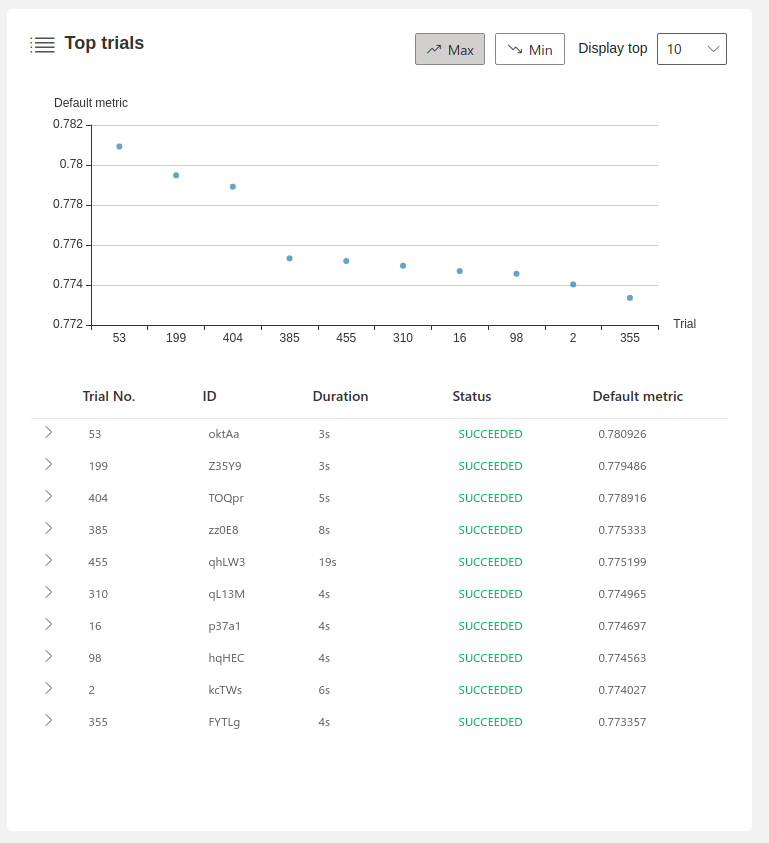 Top trials
Max Min Display top 10
Default metric
0.782
0.78
0.778
0.776
0.774
0.772
53 199 404 385 455 310 16 98 2 355
Trial
Trial No. ID Duration Status Default metric
53 oktAa 3s SUCCEEDED 0.780926
199 Z35Y9 3s SUCCEEDED 0.779486
404 TOQpr 5s SUCCEEDED 0.778916
385 zz0E8 8s SUCCEEDED 0.775333
455 qhLW3 19s SUCCEEDED 0.775199
310 qL13M 4s SUCCEEDED 0.774965
16 p37a1 4s SUCCEEDED 0.774697
98 hqHEC 4s SUCCEEDED 0.774563
2 kcTWs 6s SUCCEEDED 0.774027
355 FYTLg 4s SUCCEEDED 0.773357